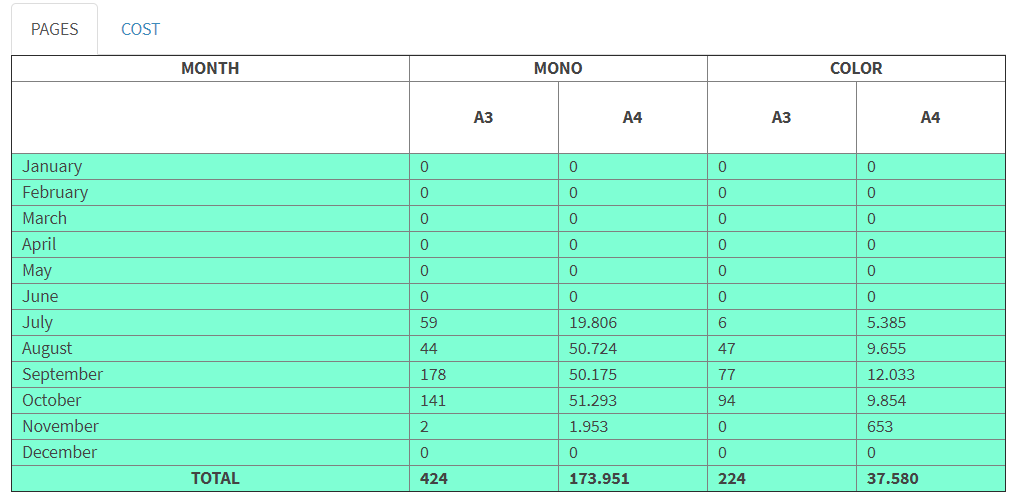 PAGES COST
MONTH MONO COLOR
A3 A4 A3 A4
January 0 0 0 0
February 0 0 0 0
March 0 0 0 0
April 0 0 0 0
May 0 0 0 0
June 0 0 0 0
July 59 19.806 6 5.385
August 44 50.724 47 9.655
September 178 50.175 77 12.033
October 141 51.293 94 9.854
November 2 1.953 0 653
December 0 0 0 0
TOTAL 424 173.951 224 37.580